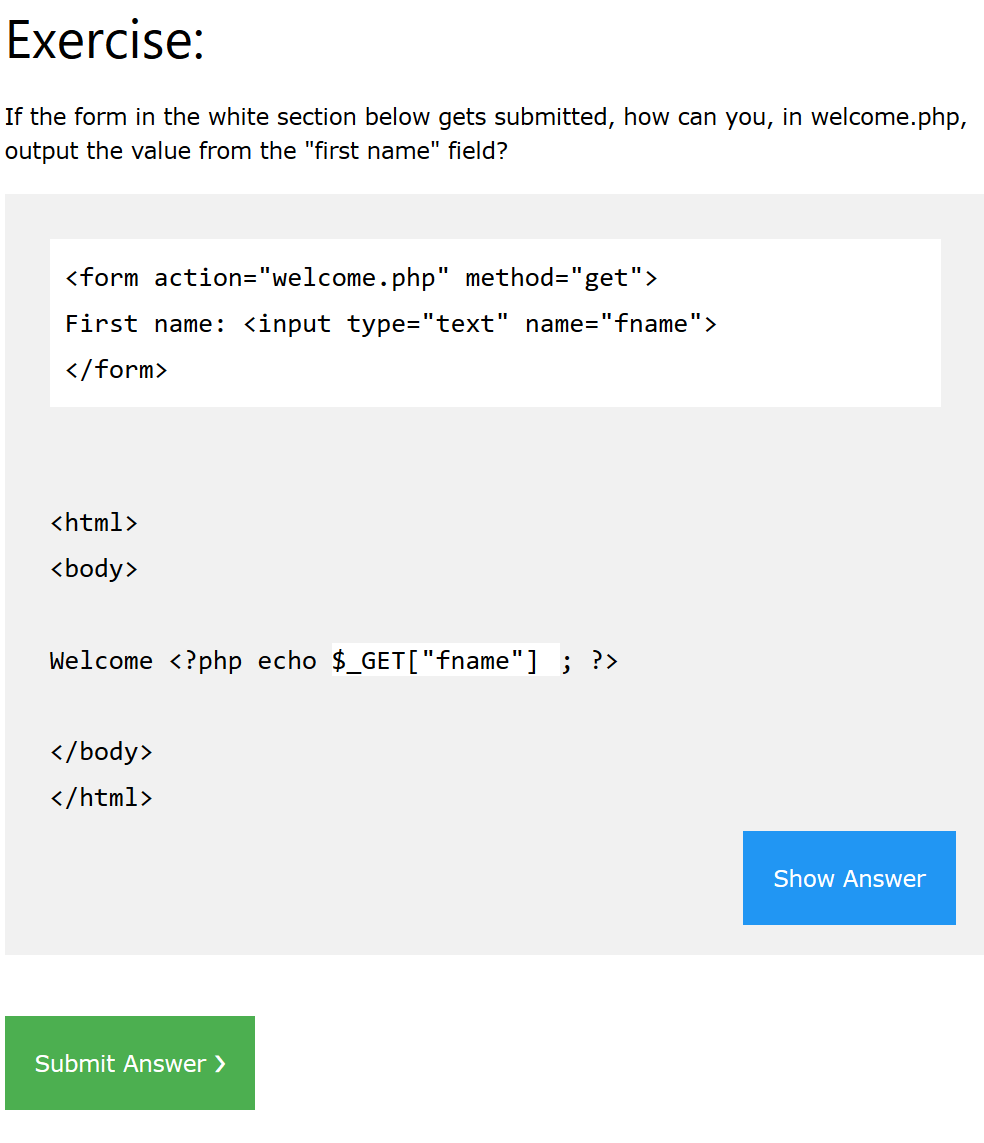 Exercise:
If the form in the white section below gets submitted, how can you, in welcome.php,
output the value from the "first name" field?
<form action="welcome.php" method="get">
First name: <input type="text" name="fname">
</form>
<html>
<body>
Welcome <?php echo $_GET["fname"] ; ?>
</body>
</html>
Show Answer
Submit Answer ❯